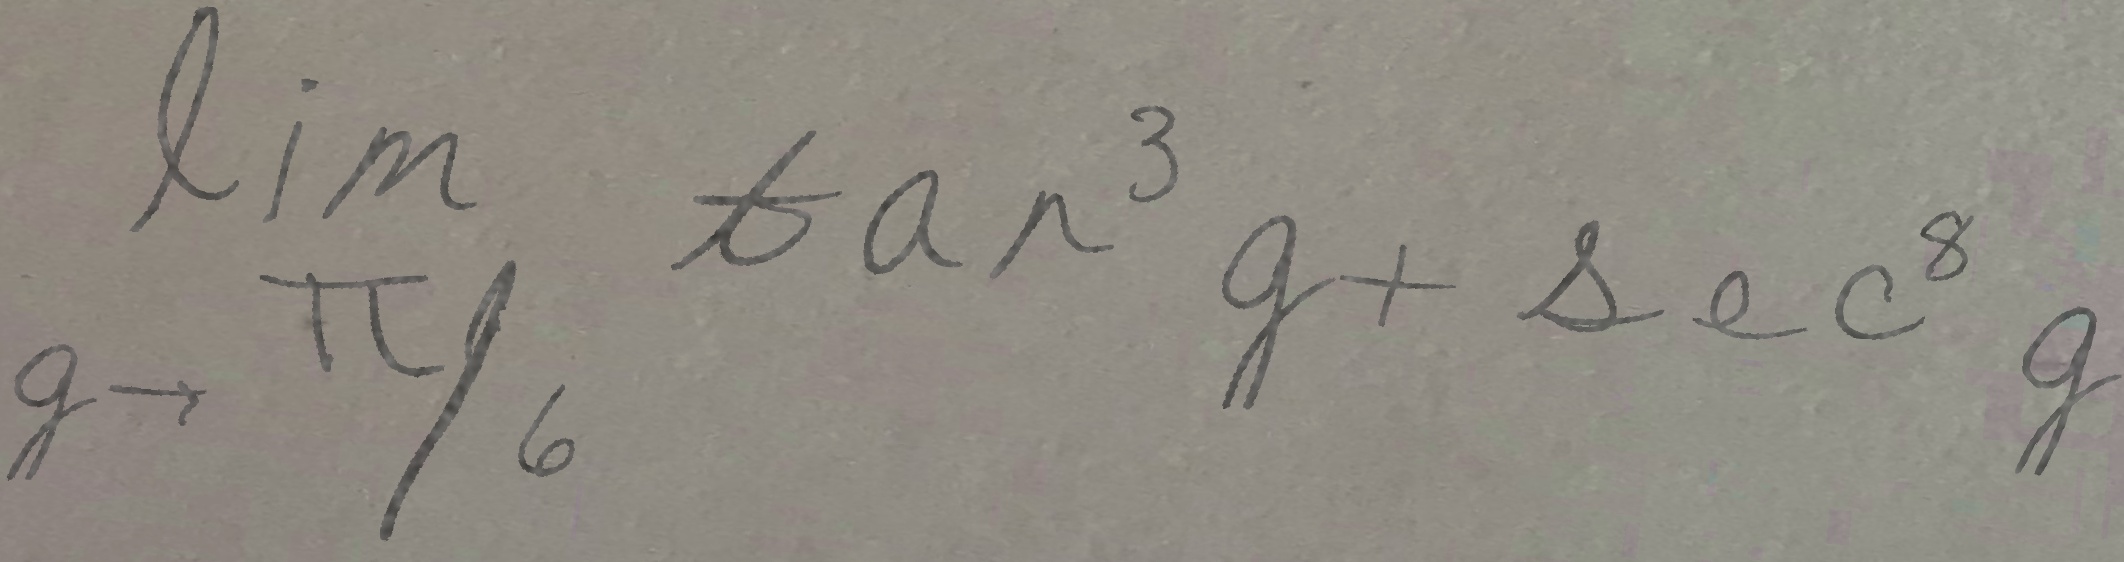 lim tan³ g + sec⁸ g
g → π/6